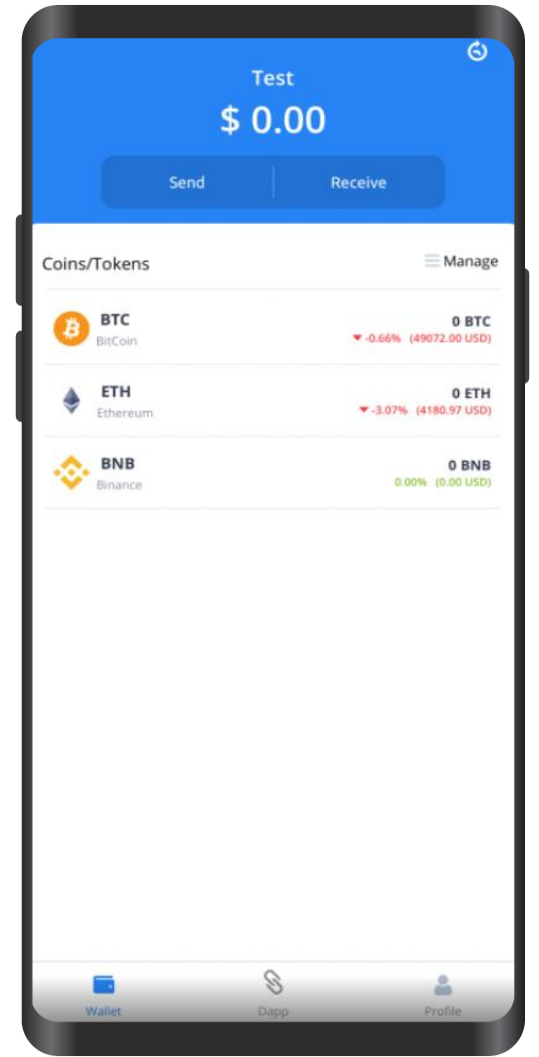 Test
$ 0.00
Send Receive
Coins/Tokens Manage
BTC 0 BTC
BitCoin -0.66% (49072.00 USD)
ETH 0 ETH
Ethereum -3.07% (4180.97 USD)
BNB 0 BNB
Binance 0.00% (0.00 USD)
Wallet Dapp Profile